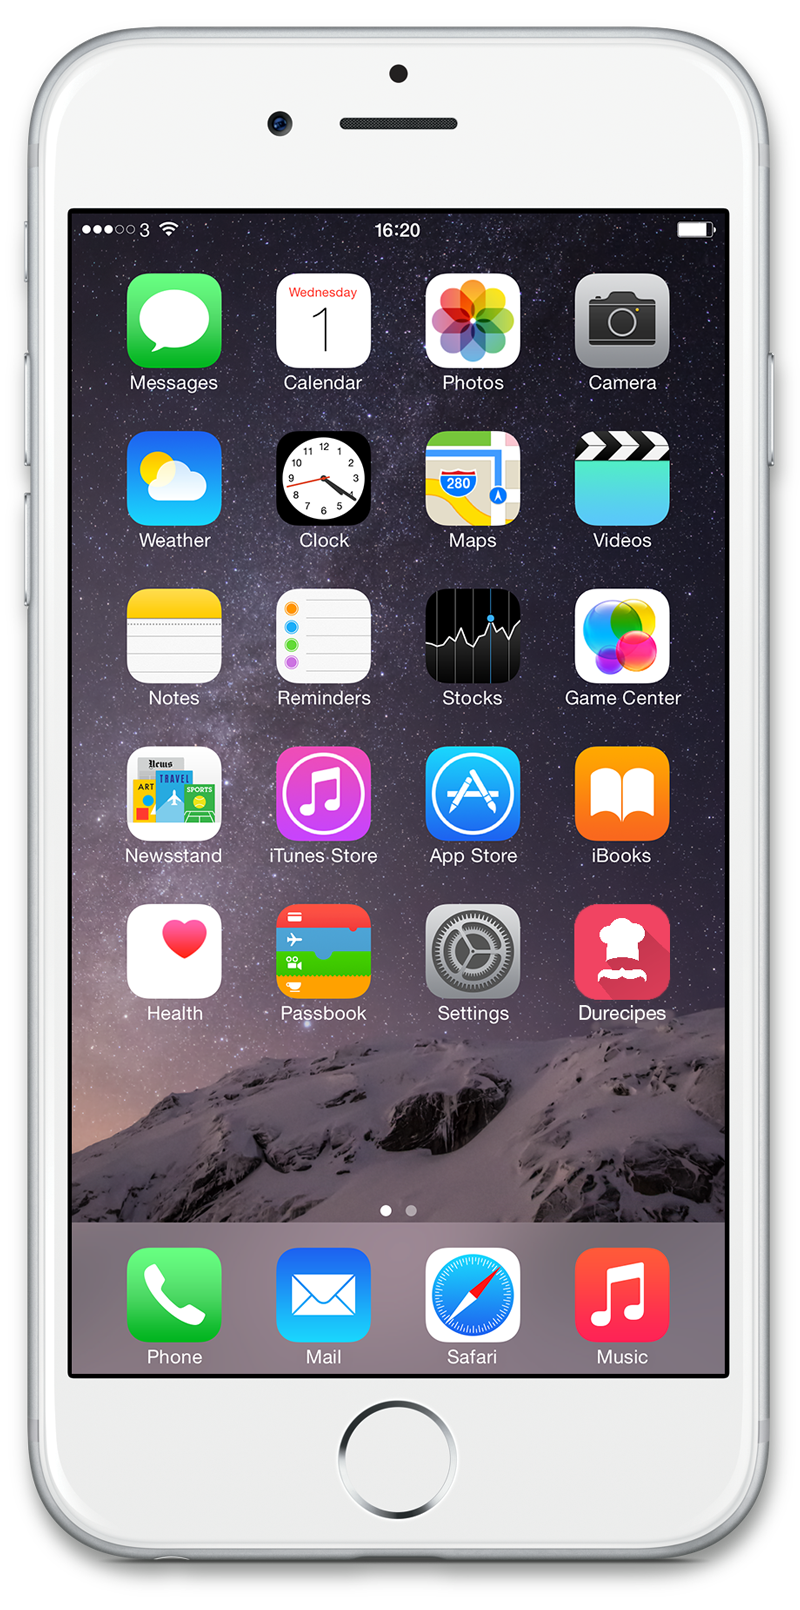 3 16:20
Wednesday
1
Messages Calendar Photos Camera
12
11 1
10 2
9 3
8 4
7 5
6
280
Weather Clock Maps Videos
Notes Reminders Stocks Game Center
News
TRAVEL
ART
SPORTS
Newsstand iTunes Store App Store iBooks
Health Passbook Settings Durecipes
Phone Mail Safari Music